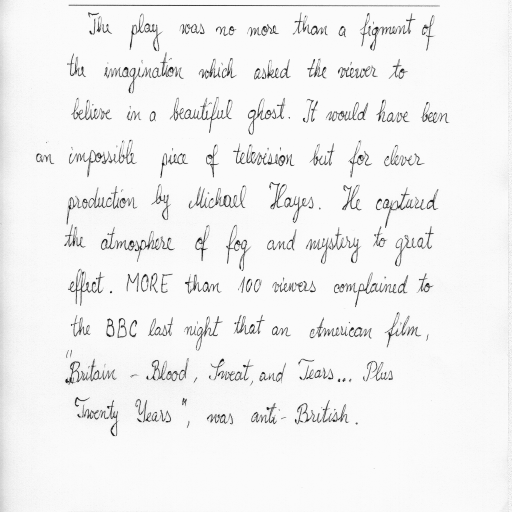 The play was no more than a figment of
the imagination which asked the viewer to
believe in a beautiful ghost. It would have been
an impossible piece of television but for clever
production by Michael Hayes. He captured
the atmosphere of fog and mystery to great
effect. MORE than 100 viewers complained to
the BBC last night that an American film,
"Britain - Blood, Sweat, and Tears... Plus
Twenty Years", was anti-British.